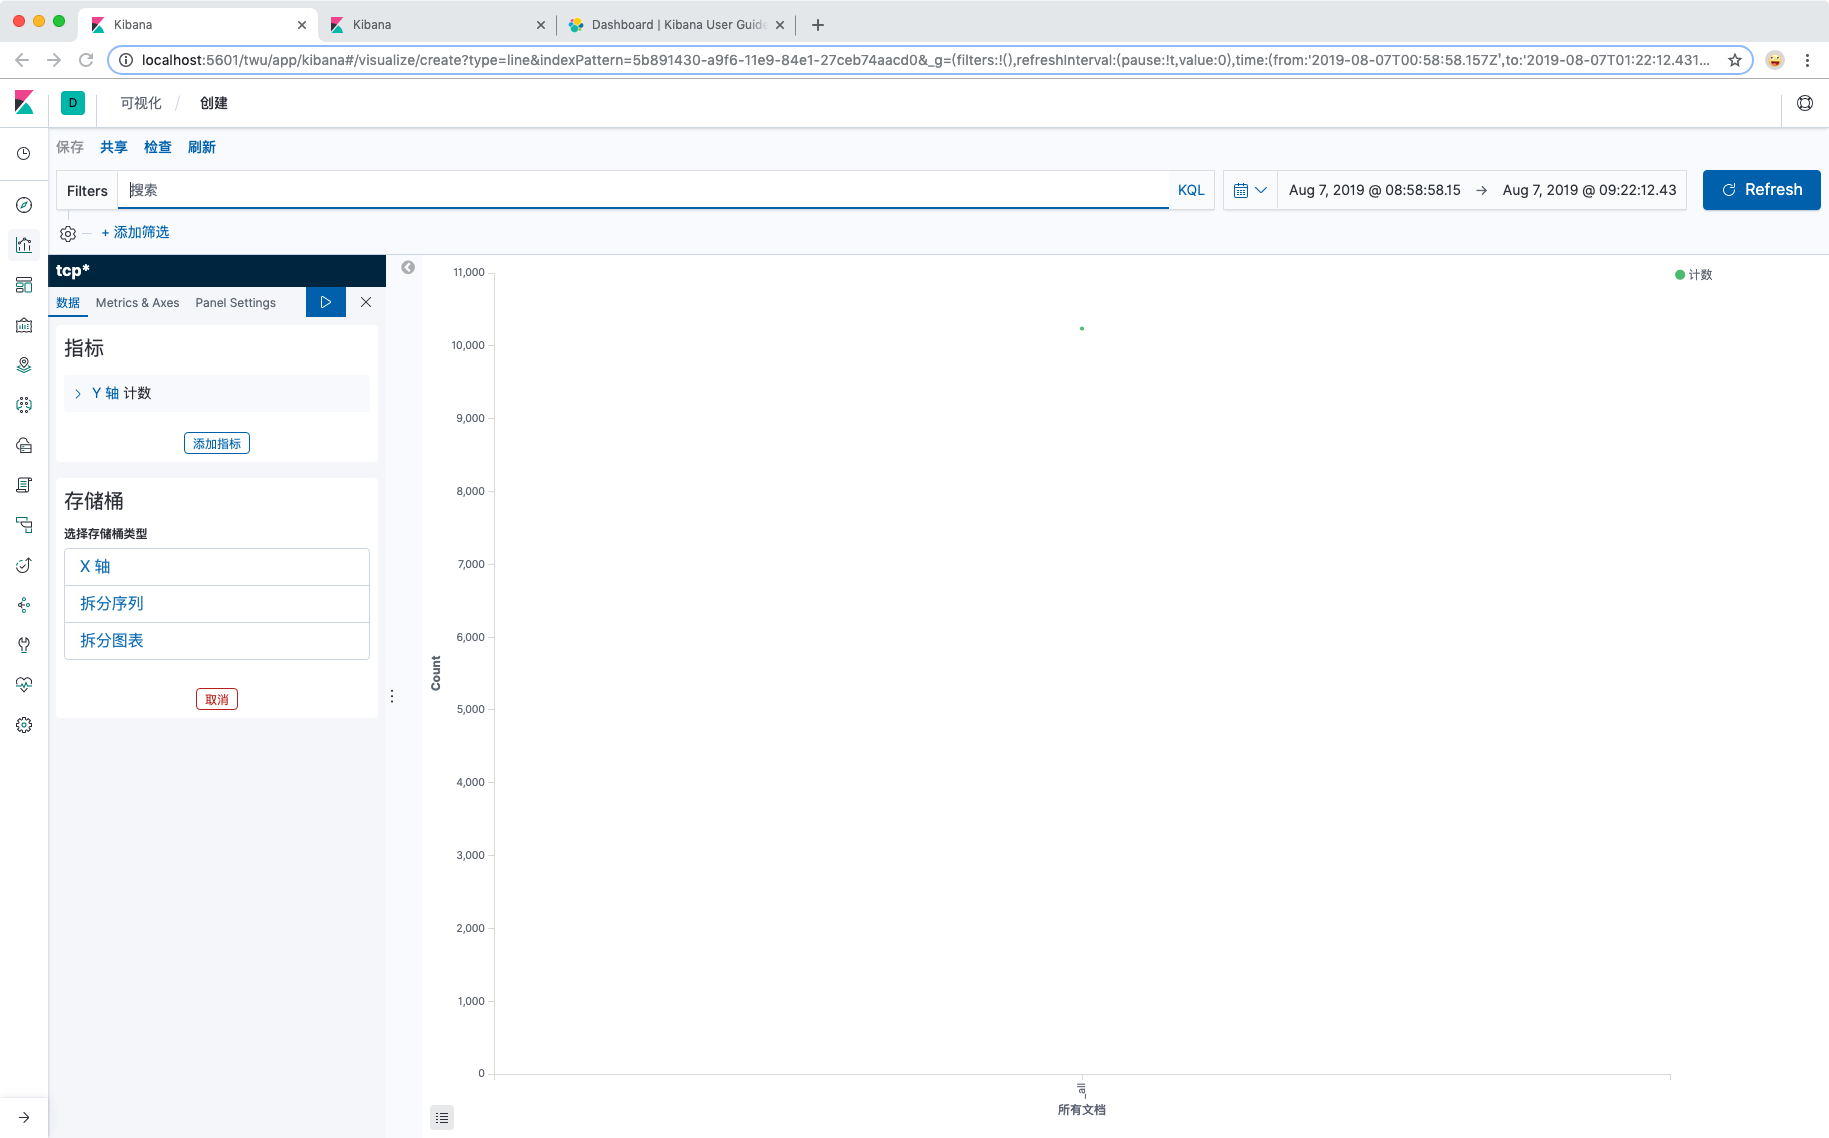 Kibana
Kibana
Dashboard | Kibana User Guide
localhost:5601/twu/app/kibana#/visualize/create?type=line&indexPattern=5b891430-a9f6-11e9-84e1-27ceb74aacd0&_g=(filters:!(),refreshInterval:(pause:!t,value:0),time:(from:'2019-08-07T00:58:58.157Z',to:'2019-08-07T01:22:12.431...
D
可视化 / 创建
保存 共享 检查 刷新
Filters 搜索 KQL Aug 7, 2019 @ 08:58:58.15 → Aug 7, 2019 @ 09:22:12.43 Refresh
+ 添加筛选
tcp*
数据 Metrics & Axes Panel Settings
指标
Y 轴 计数
添加指标
存储桶
选择存储桶类型
X 轴
拆分序列
拆分图表
取消
11,000
10,000
9,000
8,000
7,000
6,000
5,000
4,000
3,000
2,000
1,000
0
Count
_all
所有文档
计数